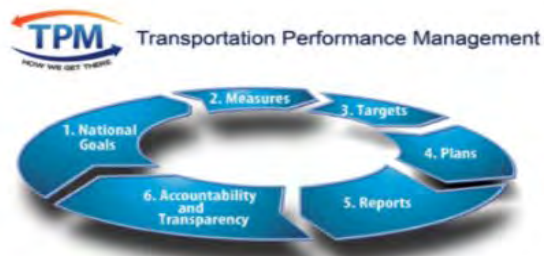 TPM
HOW WE GET THERE
Transportation Performance Management
1. National
Goals
2. Measures
3. Targets
4. Plans
5. Reports
6. Accountability
and
Transparency